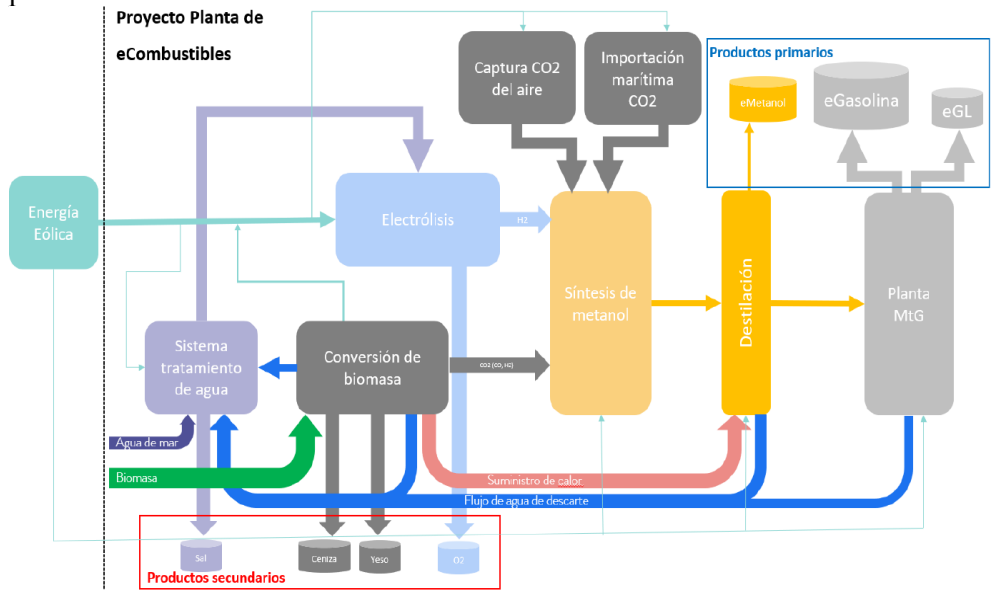 Proyecto Planta de
eCombustibles
Captura CO2
del aire
Importación
marítima
CO2
Productos primarios
eMetanol
eGasolina
eGL
Energía
Eólica
Electrólisis
H2
Síntesis de
metanol
Destilación
Planta
MtG
Sistema
tratamiento
de agua
Conversión de
biomasa
CO2 (CO, H2)
Agua de mar
Biomasa
Suministro de calor
Flujo de agua de descarte
Sal
Ceniza
Yeso
O2
Productos secundarios